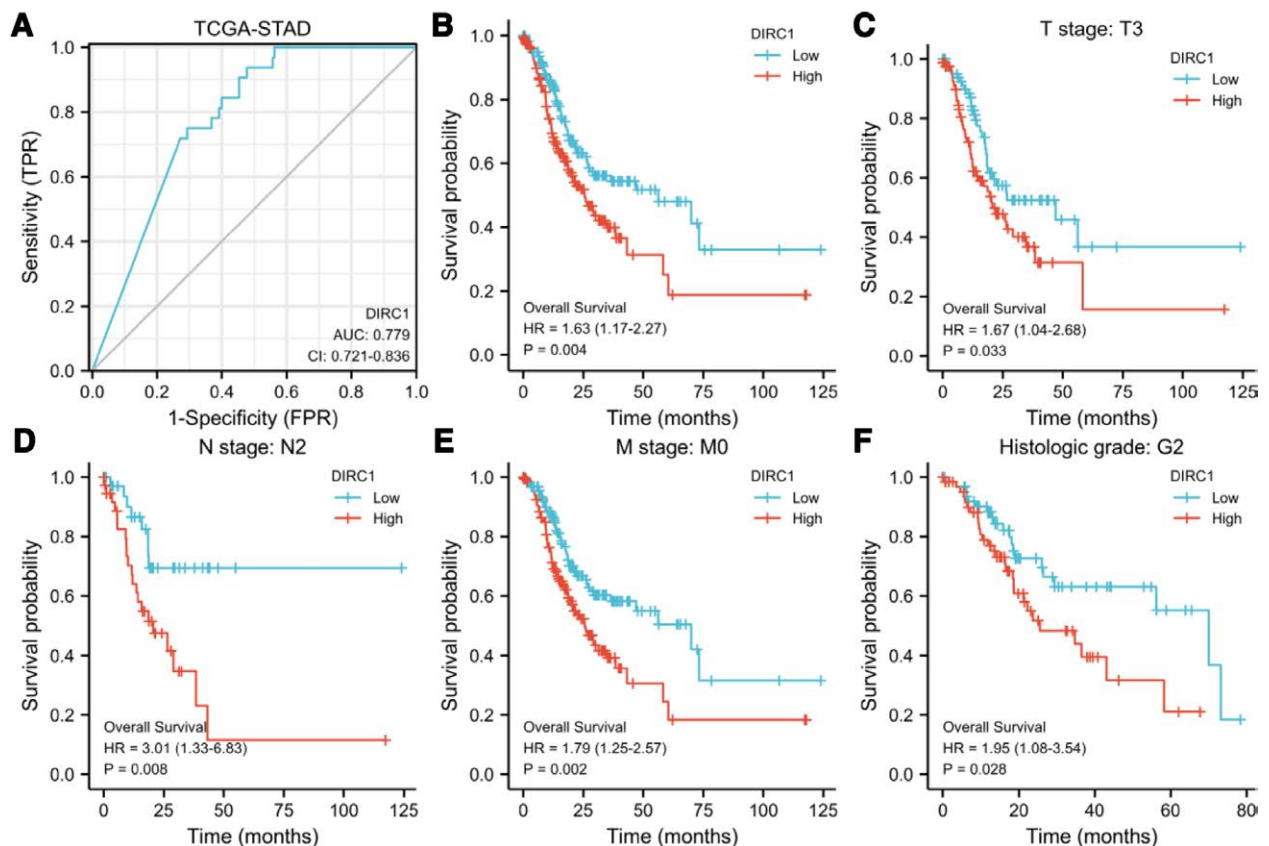 A
TCGA-STAD
1.0
0.8
0.6
0.4
0.2
0.0
Sensitivity (TPR)
DIRC1
AUC: 0.779
CI: 0.721-0.836
0.0 0.2 0.4 0.6 0.8 1.0
1-Specificity (FPR)
B
DIRC1
Low
High
1.0
0.8
0.6
0.4
0.2
0.0
Survival probability
Overall Survival
HR = 1.63 (1.17-2.27)
P = 0.004
0 25 50 75 100 125
Time (months)
C
T stage: T3
DIRC1
Low
High
1.0
0.8
0.6
0.4
0.2
0.0
Survival probability
Overall Survival
HR = 1.67 (1.04-2.68)
P = 0.033
0 25 50 75 100 125
Time (months)
D
N stage: N2
DIRC1
Low
High
1.0
0.8
0.6
0.4
0.2
0.0
Survival probability
Overall Survival
HR = 3.01 (1.33-6.83)
P = 0.008
0 25 50 75 100 125
Time (months)
E
M stage: M0
DIRC1
Low
High
1.0
0.8
0.6
0.4
0.2
0.0
Survival probability
Overall Survival
HR = 1.79 (1.25-2.57)
P = 0.002
0 25 50 75 100 125
Time (months)
F
Histologic grade: G2
DIRC1
Low
High
1.0
0.8
0.6
0.4
0.2
0.0
Survival probability
Overall Survival
HR = 1.95 (1.08-3.54)
P = 0.028
0 20 40 60 80
Time (months)